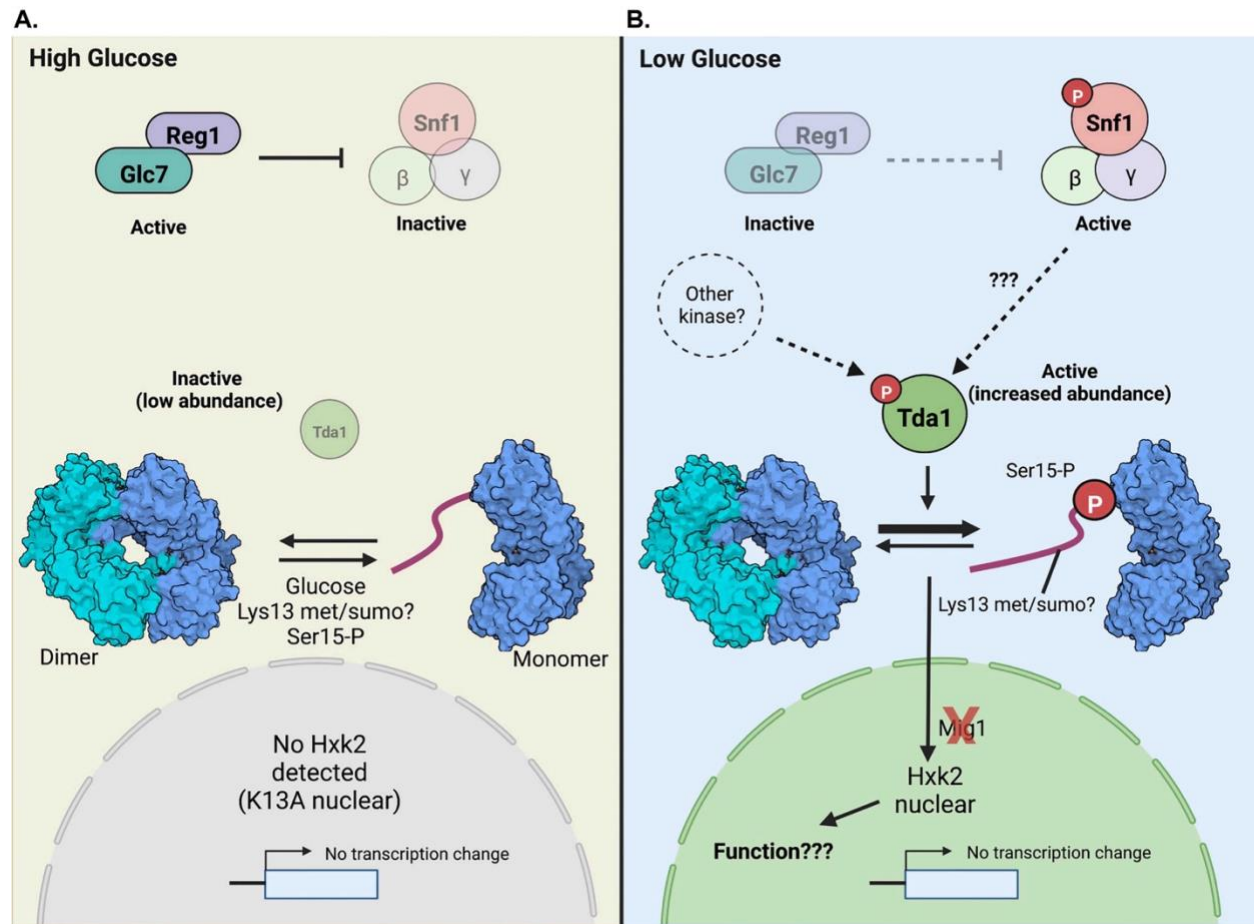 A.
High Glucose
Reg1
Glc7
Active
Snf1
β
γ
Inactive
Inactive
(low abundance)
Tda1
Glucose
Lys13 met/sumo?
Ser15-P
Dimer
Monomer
No Hxk2
detected
(K13A nuclear)
No transcription change
B.
Low Glucose
Reg1
Glc7
Inactive
P
Snf1
β
γ
Active
???
Other
kinase?
P
Tda1
Active
(increased abundance)
Ser15-P
P
Lys13 met/sumo?
Mig1
X
Hxk2
nuclear
Function???
No transcription change